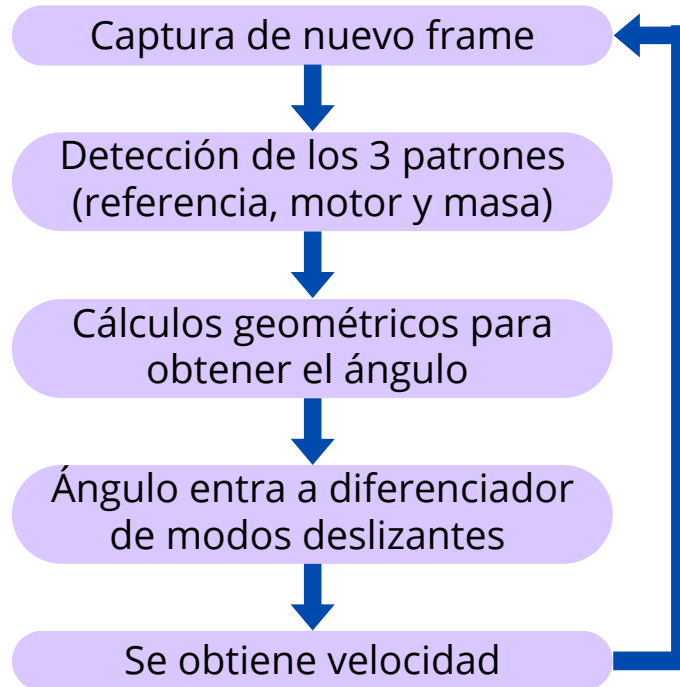 Captura de nuevo frame
Detección de los 3 patrones
(referencia, motor y masa)
Cálculos geométricos para
obtener el ángulo
Ángulo entra a diferenciador
de modos deslizantes
Se obtiene velocidad